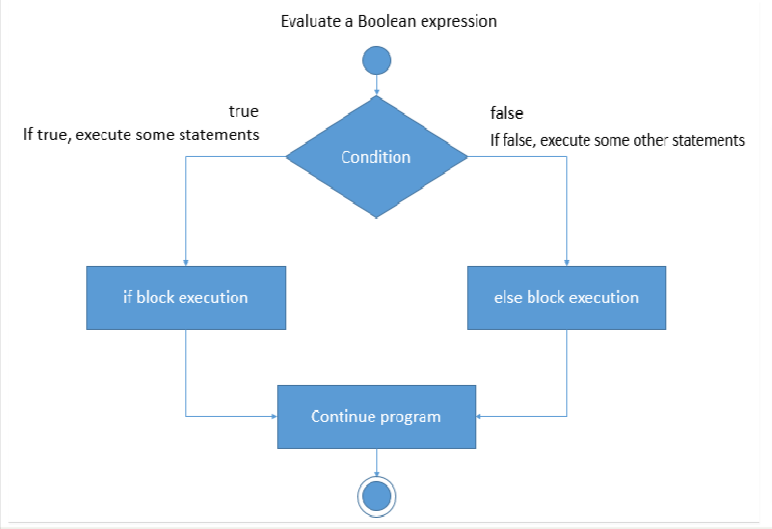 Evaluate a Boolean expression
true
If true, execute some statements
false
If false, execute some other statements
Condition
if block execution
else block execution
Continue program